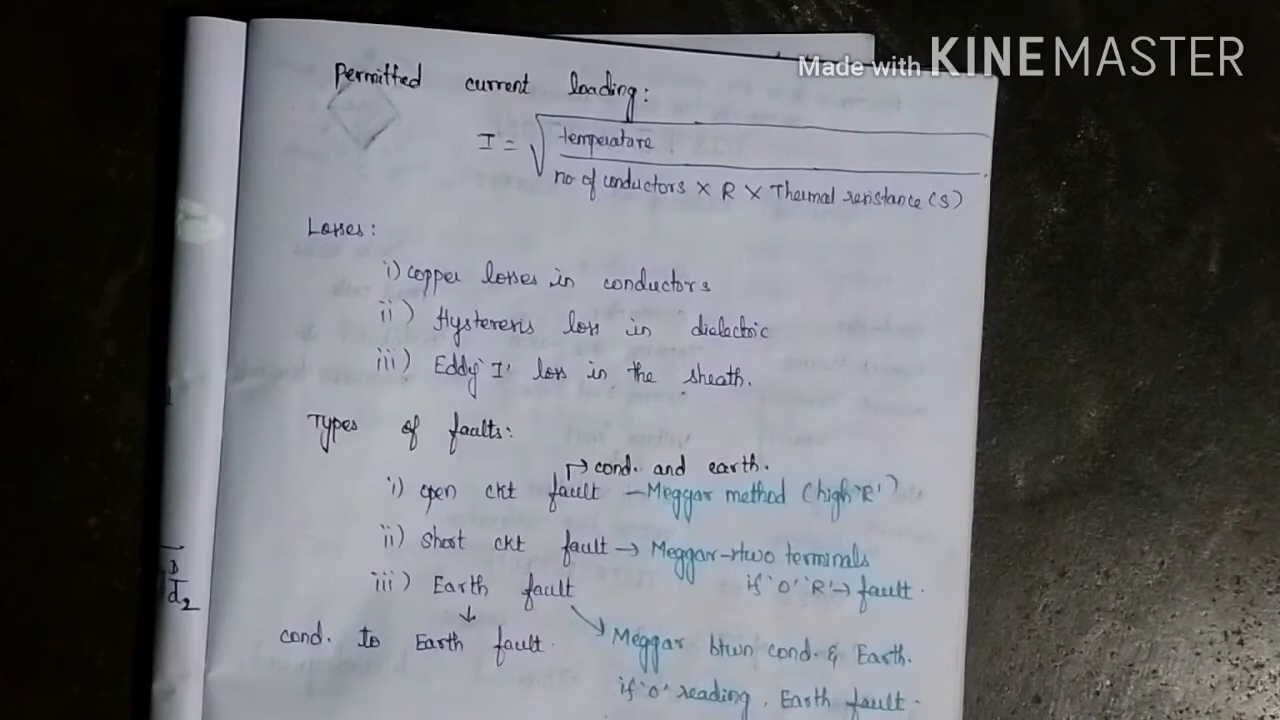 Made with KINEMASTER
Permitted current loading:
I = √ temperature
no of conductors × R × Thermal resistance (S)
Losses:
i) copper losses in conductors
ii) Hysteresis loss in dielectric
iii) Eddy 'I' loss in the sheath.
Types of faults:
→ cond. and earth.
i) open ckt fault – Meggar method (high 'R')
ii) short ckt fault → Meggar → two terminals
if 'O' 'R' → fault.
iii) Earth fault
cond. to Earth fault.
Meggar btwn cond. & Earth.
if 'O' reading, Earth fault.
d2